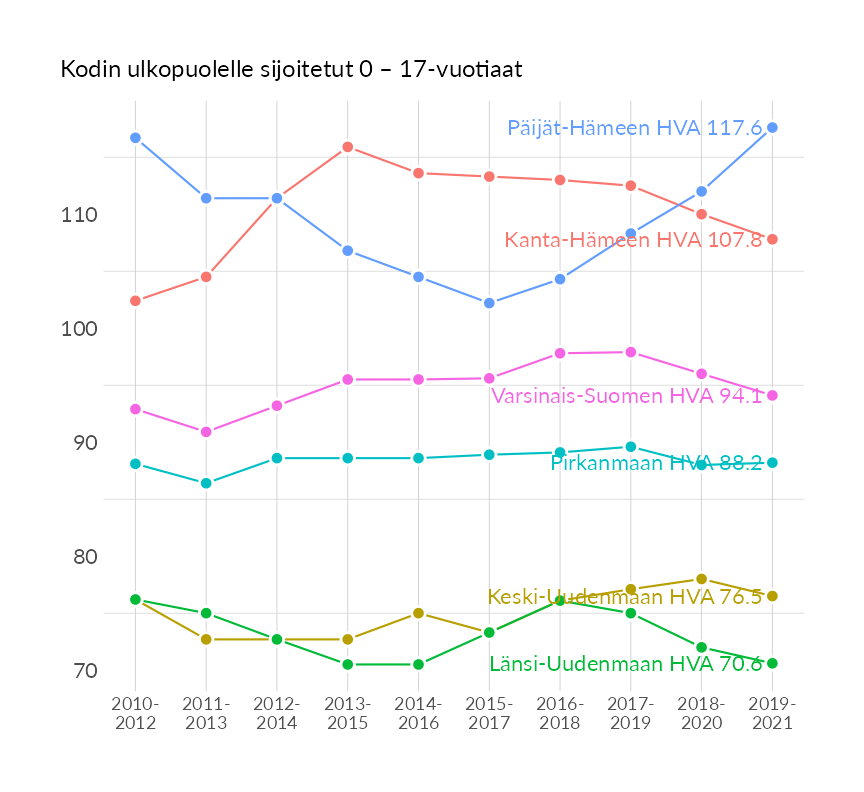 Kodin ulkopuolelle sijoitetut 0 – 17-vuotiaat
Päijät-Hämeen HVA 117.6
110
Kanta-Hämeen HVA 107.8
100
Varsinais-Suomen HVA 94.1
90
Pirkanmaan HVA 88.2
80
Keski-Uudenmaan HVA 76.5
Länsi-Uudenmaan HVA 70.6
70
2010- 2011- 2012- 2013- 2014- 2015- 2016- 2017- 2018- 2019-
2012 2013 2014 2015 2016 2017 2018 2019 2020 2021